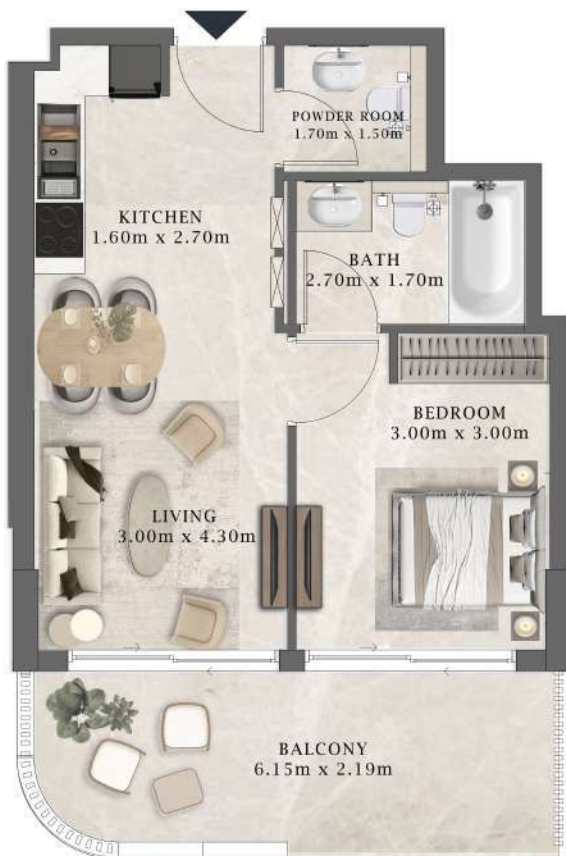 POWDER ROOM
1.70m x 1.50m
KITCHEN
1.60m x 2.70m
BATH
2.70m x 1.70m
BEDROOM
3.00m x 3.00m
LIVING
3.00m x 4.30m
BALCONY
6.15m x 2.19m